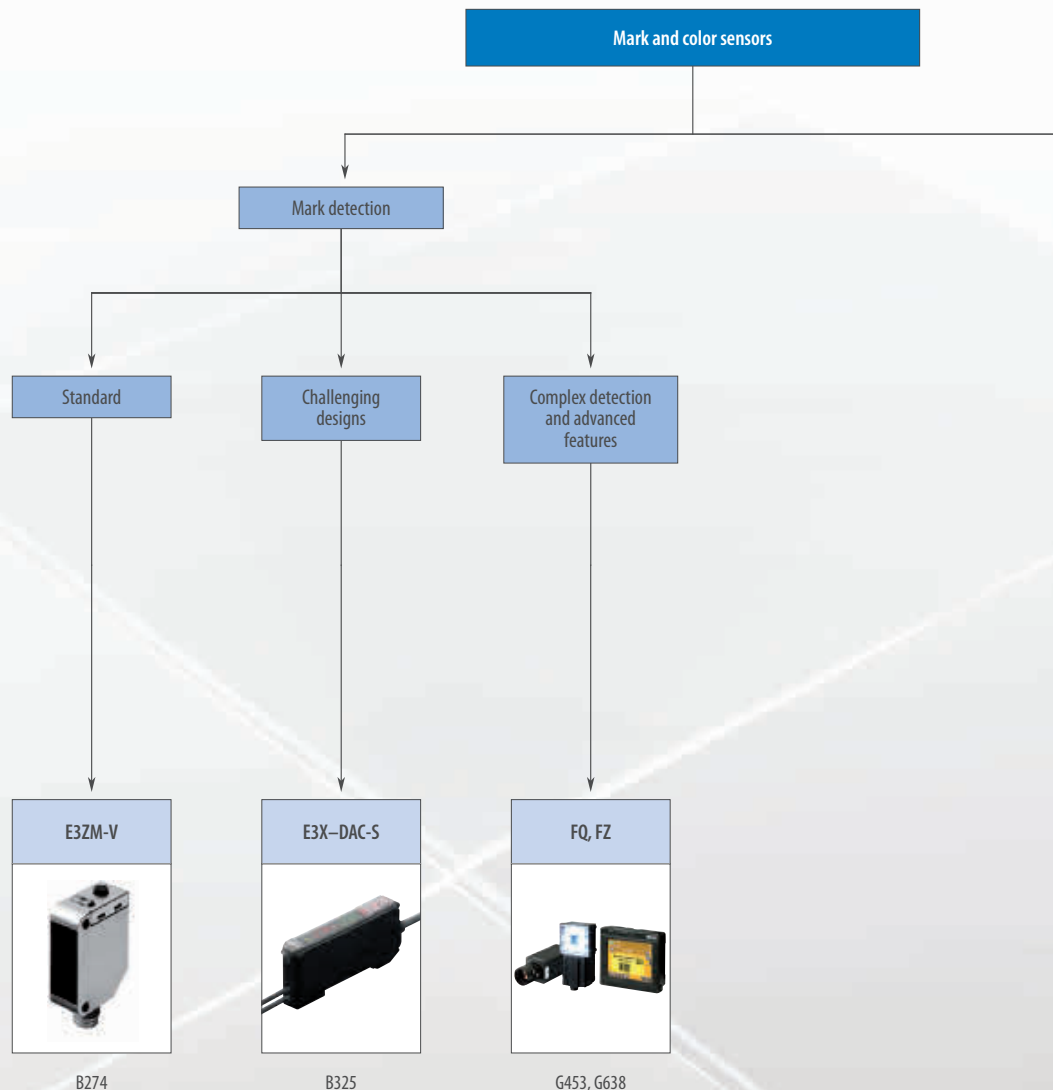 Mark and color sensors
Mark detection
Standard
Challenging
designs
Complex detection
and advanced
features
E3ZM-V
E3X–DAC-S
FQ, FZ
B274
B325
G453, G638